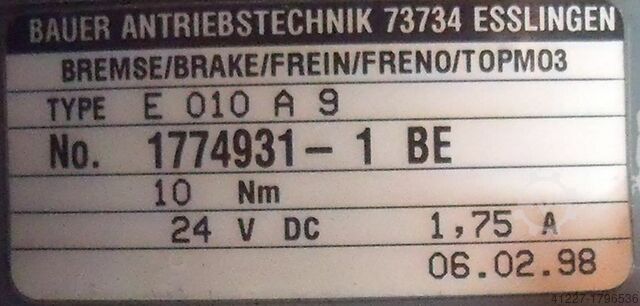 BAUER ANTRIEBSTECHNIK 73734 ESSLINGEN
BREMSE/BRAKE/FREIN/FRENO/TOPMO3
TYPE E 010 A 9
No. 1774931-1 BE
10 Nm
24 V DC 1,75 A
06.02.98
41227-1796536